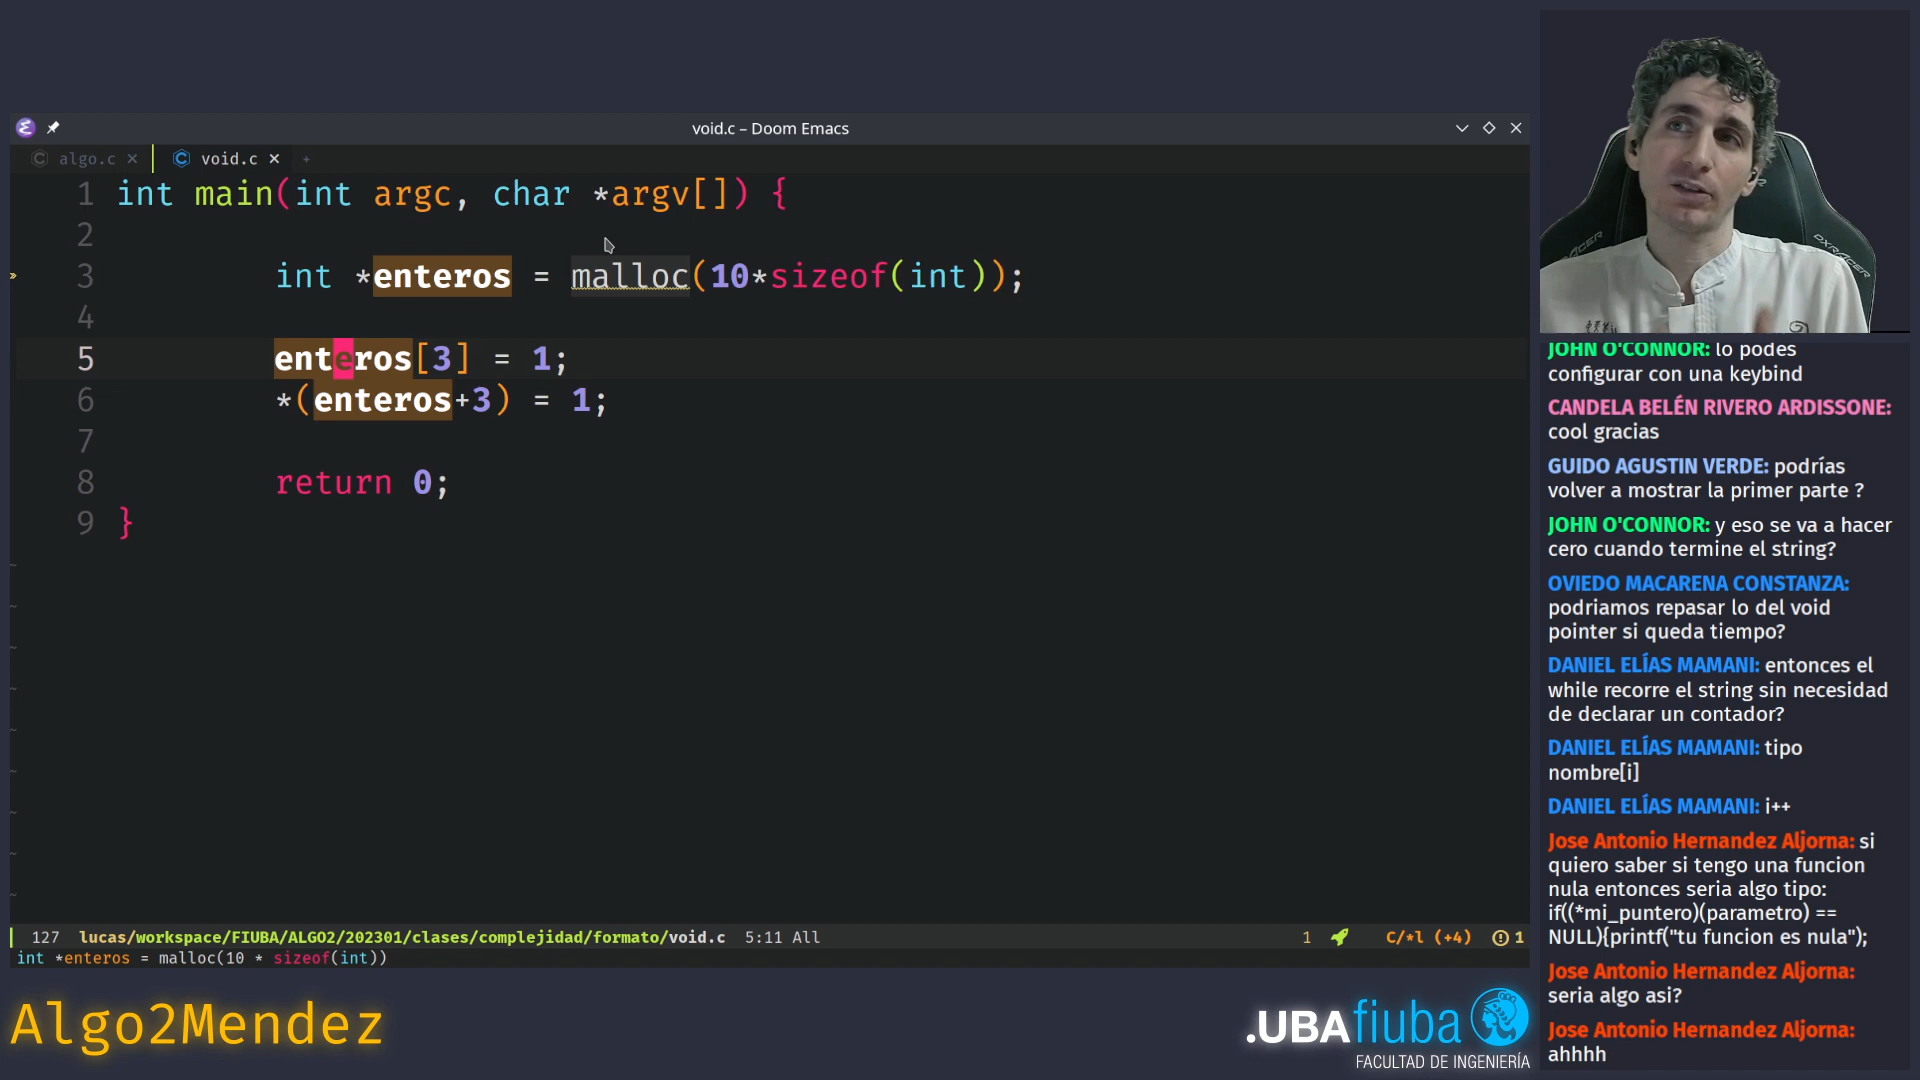 void.c – Doom Emacs
algo.c
void.c
+
1 int main(int argc, char *argv[]) {
2
3 int *enteros = malloc(10*sizeof(int));
4
5 enteros[3] = 1;
6 *(enteros+3) = 1;
7
8 return 0;
9 }
127 lucas/workspace/FIUBA/ALGO2/202301/clases/complejidad/formato/void.c 5:11 All
1 C/*l (+4) 1
int *enteros = malloc(10 * sizeof(int))
Algo2Mendez
.UBAfiuba
FACULTAD DE INGENIERÍA
DXRACER
JOHN O'CONNOR: lo podes
configurar con una keybind
CANDELA BELÉN RIVERO ARDISSONE:
cool gracias
GUIDO AGUSTIN VERDE: podrías
volver a mostrar la primer parte ?
JOHN O'CONNOR: y eso se va a hacer
cero cuando termine el string?
OVIEDO MACARENA CONSTANZA:
podriamos repasar lo del void
pointer si queda tiempo?
DANIEL ELÍAS MAMANI: entonces el
while recorre el string sin necesidad
de declarar un contador?
DANIEL ELÍAS MAMANI: tipo
nombre[i]
DANIEL ELÍAS MAMANI: i++
Jose Antonio Hernandez Aljorna: si
quiero saber si tengo una funcion
nula entonces seria algo tipo:
if((*mi_puntero)(parametro) ==
NULL){printf("tu funcion es nula");
Jose Antonio Hernandez Aljorna:
seria algo asi?
Jose Antonio Hernandez Aljorna:
ahhhh